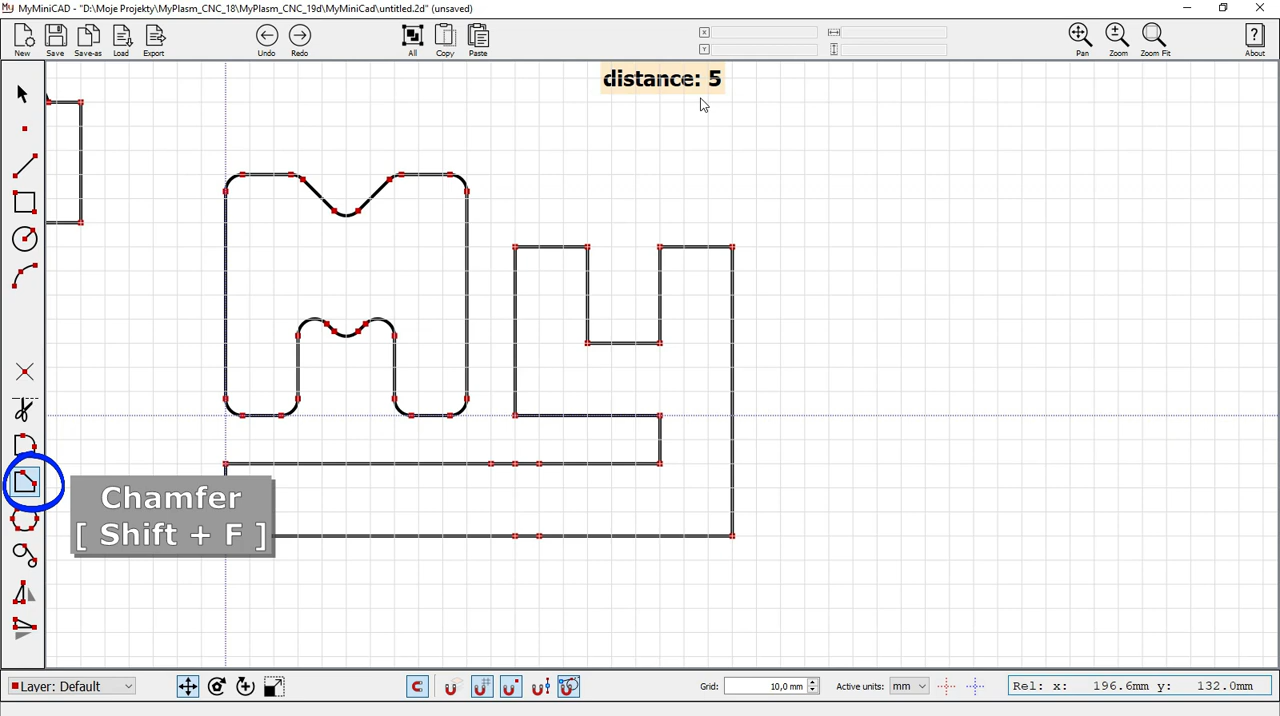 My MyMiniCAD - "D:\Moje Projekty\MyPlasm_CNC_18\MyPlasm_CNC_19d\MyMiniCad\untitled.2d" (unsaved)
New Save Save-as Load Export Undo Redo All Copy Paste X Y Pan Zoom Zoom Fit About
distance: 5
Chamfer
[ Shift + F ]
Layer: Default Grid: 10,0 mm Active units: mm Rel: x: 196.6mm y: 132.0mm